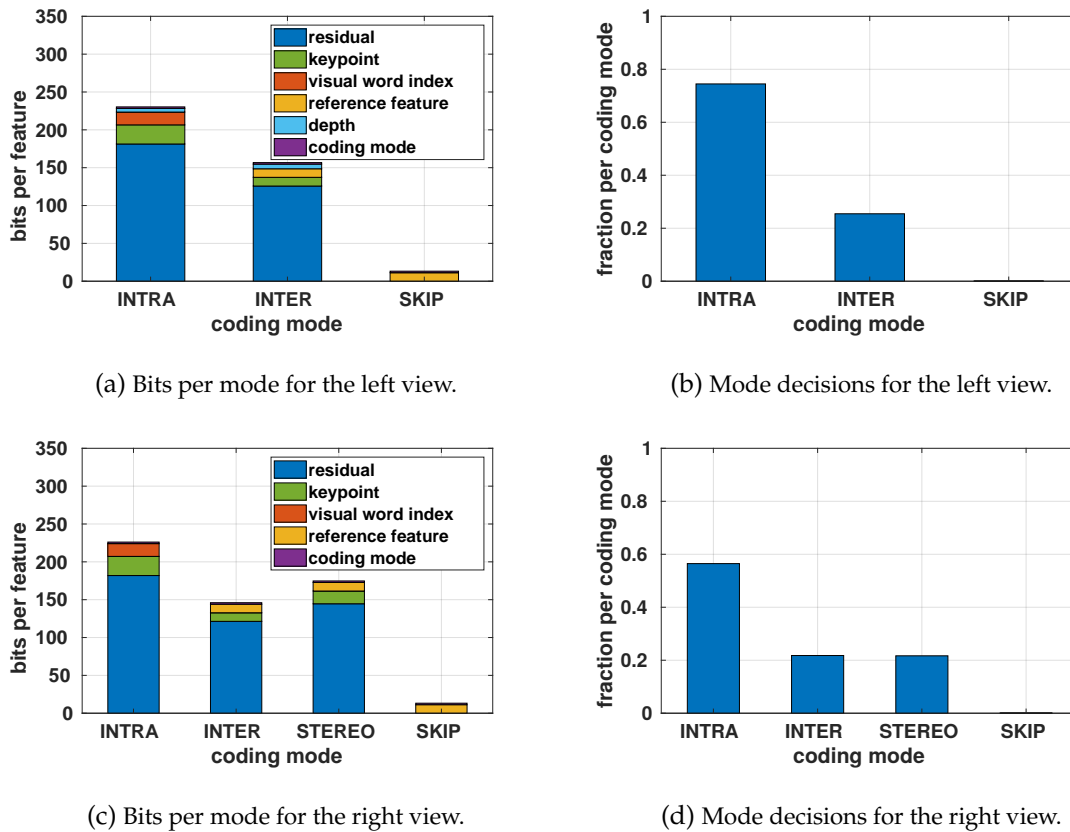 350
300
250
200
150
100
50
0
bits per feature
residual
keypoint
visual word index
reference feature
depth
coding mode
INTRA INTER SKIP
coding mode
(a) Bits per mode for the left view.
1
0.8
0.6
0.4
0.2
0
fraction per coding mode
INTRA INTER SKIP
coding mode
(b) Mode decisions for the left view.
350
300
250
200
150
100
50
0
bits per feature
residual
keypoint
visual word index
reference feature
coding mode
INTRA INTER STEREO SKIP
coding mode
(c) Bits per mode for the right view.
1
0.8
0.6
0.4
0.2
0
fraction per coding mode
INTRA INTER STEREO SKIP
coding mode
(d) Mode decisions for the right view.